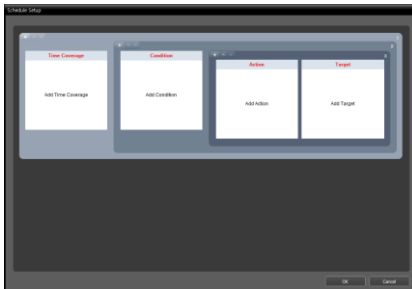 Schedule Setup
Time Coverage
Condition
Action
Target
Add Time Coverage
Add Condition
Add Action
Add Target
OK
Cancel